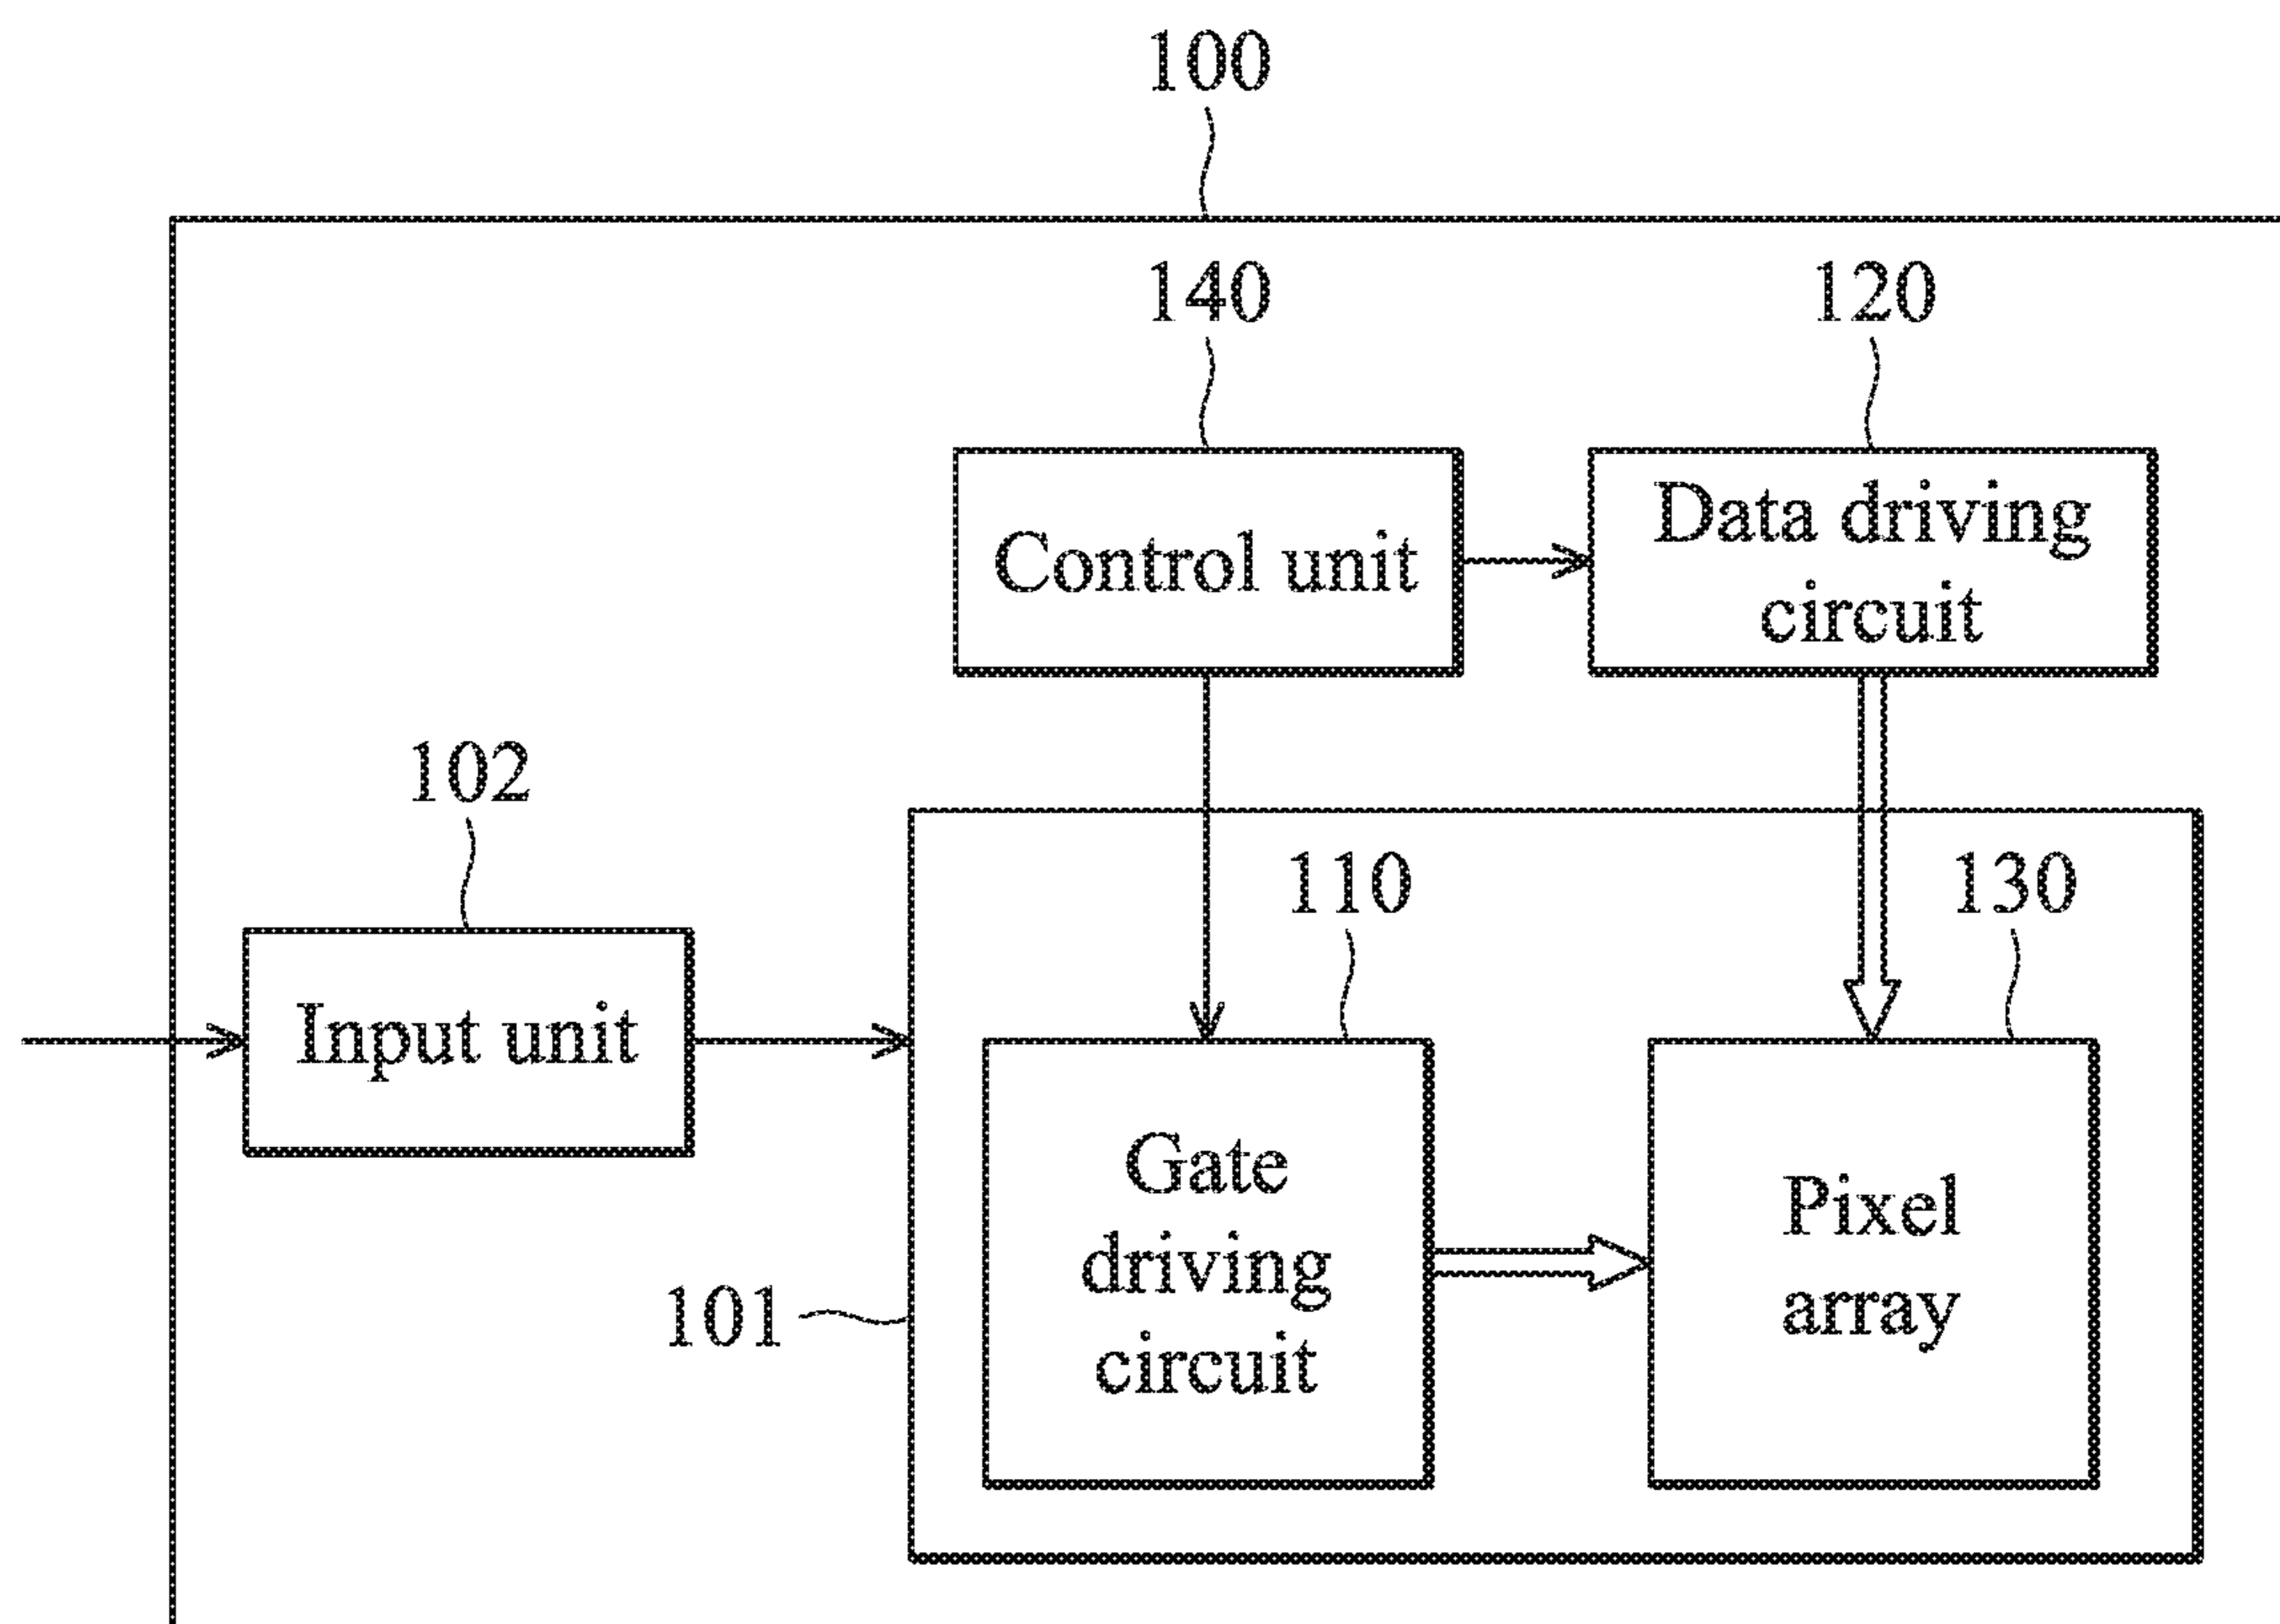 100
140
120
Control unit
Data driving
circuit
102
110
130
Input unit
Gate
driving
circuit
Pixel
array
101